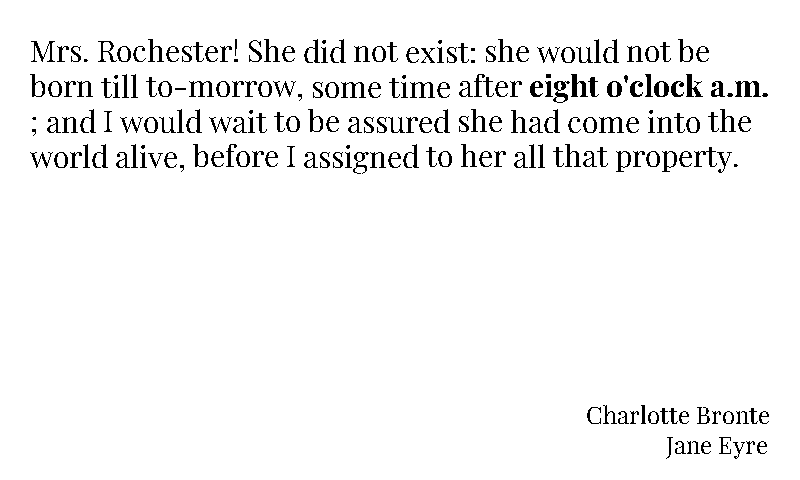 Mrs. Rochester! She did not exist: she would not be
born till to-morrow, some time after eight o'clock a.m.
; and I would wait to be assured she had come into the
world alive, before I assigned to her all that property.
Charlotte Bronte
Jane Eyre